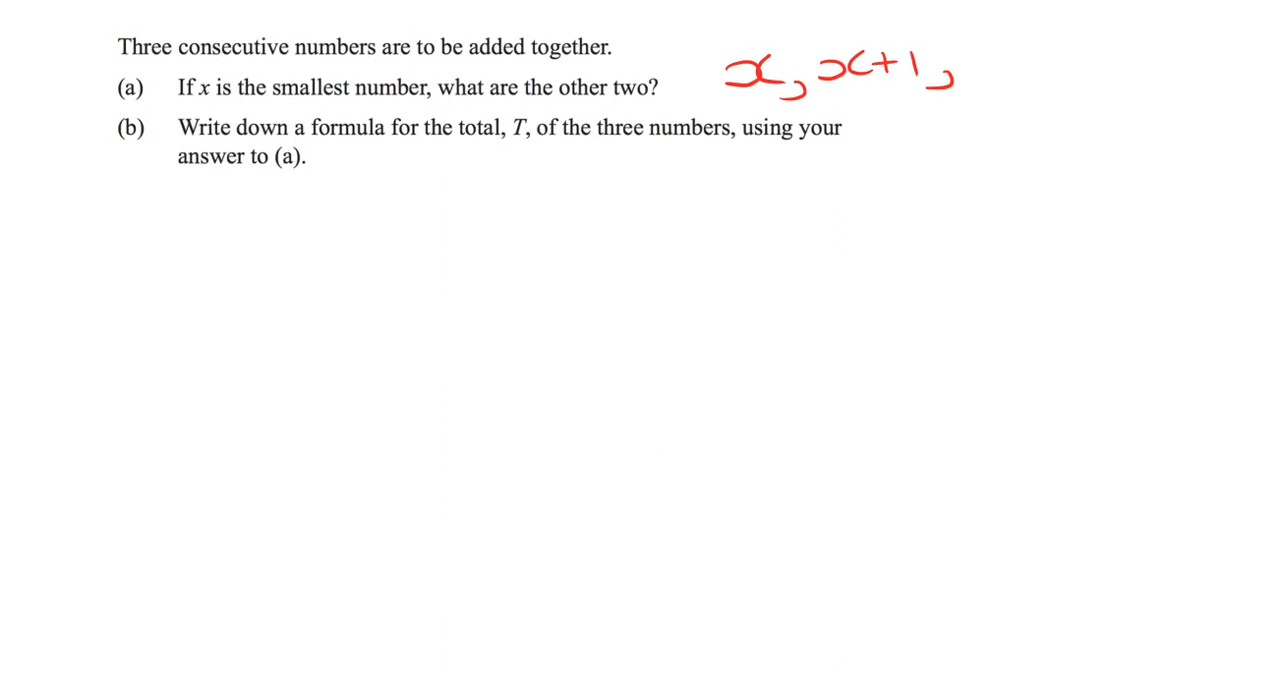 Three consecutive numbers are to be added together.
x, x+1,
(a) If x is the smallest number, what are the other two?
(b) Write down a formula for the total, T, of the three numbers, using your
answer to (a).